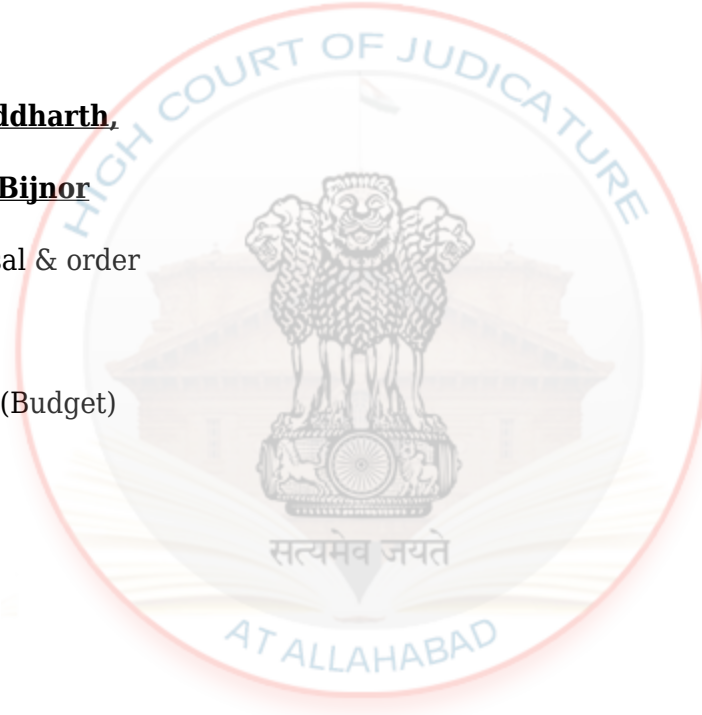 HIGH COURT OF JUDICATURE
ddharth,
Bijnor
al & order
(Budget)
सत्यमेव जयते
AT ALLAHABAD